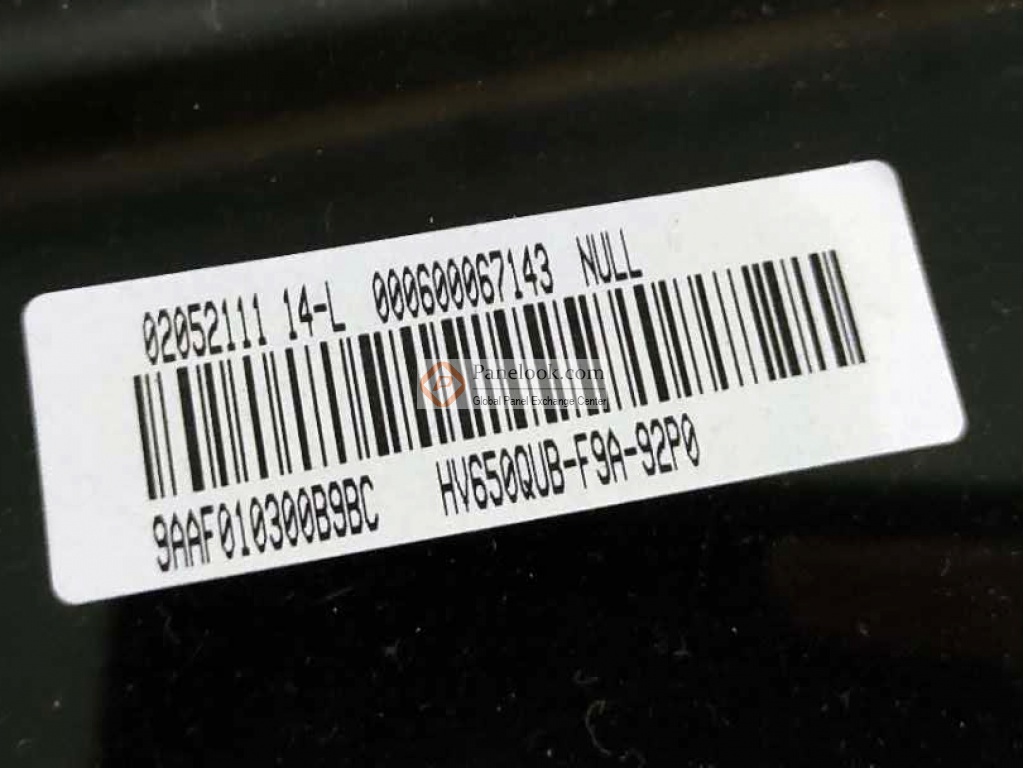 02052111 14-L 000600067143 NULL
Panelook.com
Global Panel Exchange Center
9AAF010300B9BC HV650QUB-F9A-92P0